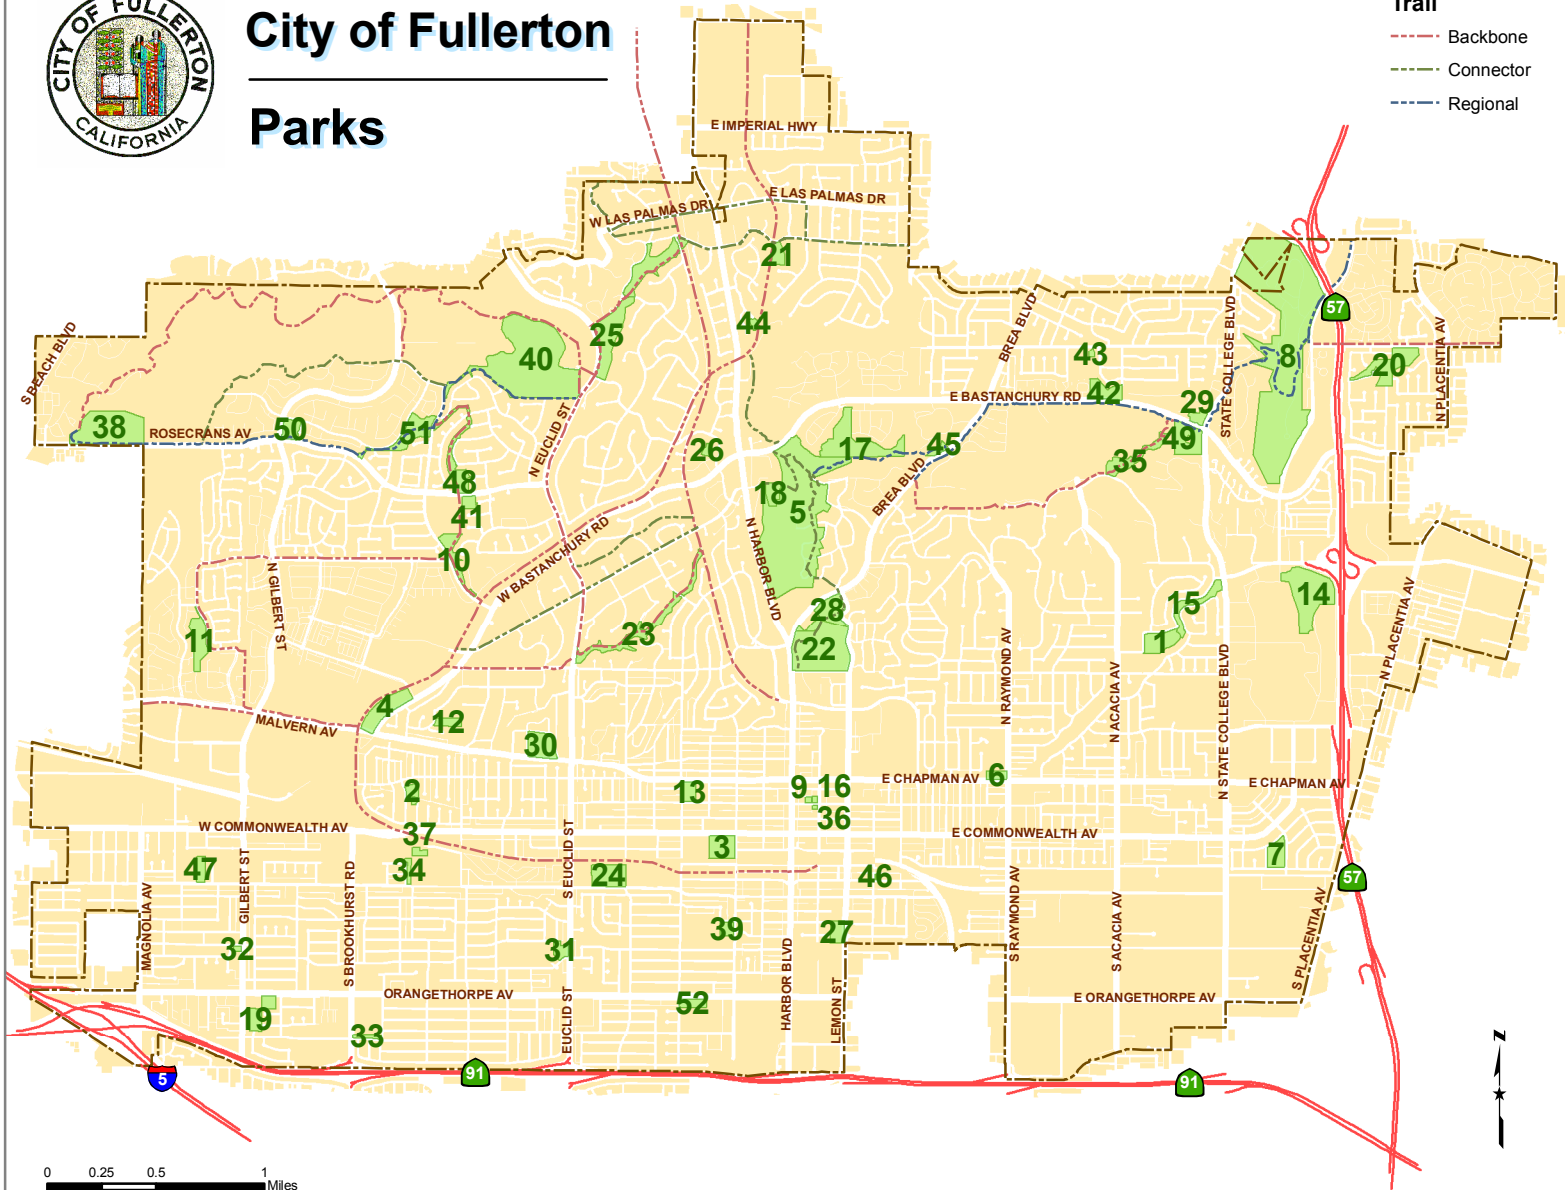 CITY OF FULLERTON
CALIFORNIA
City of Fullerton
Parks
Trail
Backbone
Connector
Regional
E IMPERIAL HWY
E LAS PALMAS DR
W LAS PALMAS DR
21
57
S BEACH BLVD
25
44
BREA BLVD
STATE COLLEGE BLVD
N PLACENTIA AV
40
43
8
20
E BASTANCHURY RD
42
29
38
ROSECRANS AV
50
51
N EUCLID ST
26
17
45
49
35
48
18
5
BREA BLVD
41
N HARBOR BLVD
10
W BASTANCHURY RD
N GILBERT ST
15
14
28
11
23
22
1
N RAYMOND AV
N ACACIA AV
N STATE COLLEGE BLVD
N PLACENTIA AV
4
12
MALVERN AV
30
2
13
9
16
E CHAPMAN AV
6
E CHAPMAN AV
36
W COMMONWEALTH AV
37
E COMMONWEALTH AV
3
7
47
34
24
46
57
GILBERT ST
S BROOKHURST RD
S EUCLID ST
S RAYMOND AV
S ACACIA AV
S PLACENTIA AV
MAGNOLIA AV
32
31
39
27
ORANGETHORPE AV
52
E ORANGETHORPE AV
19
33
EUCLID ST
HARBOR BLVD
LEMON ST
5
91
91
N
0 0.25 0.5 1
Miles